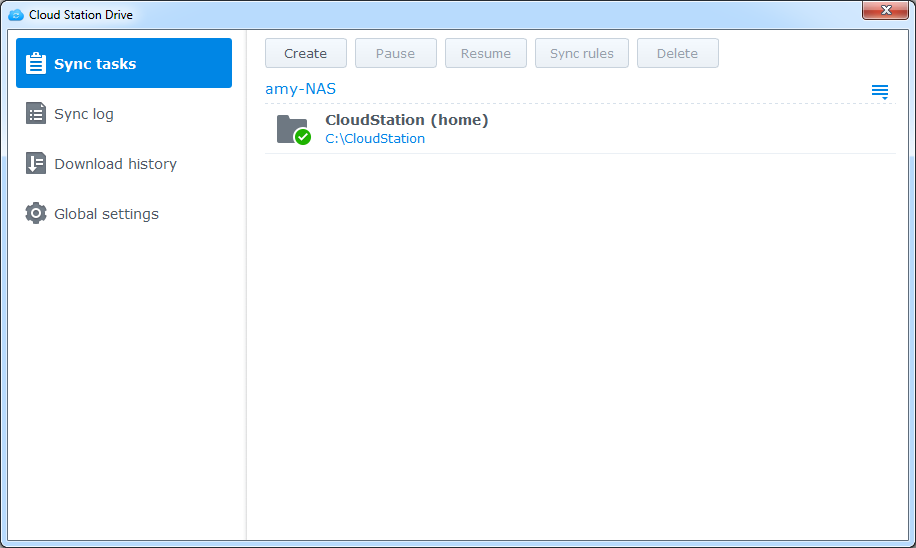 Cloud Station Drive
Sync tasks
Sync log
Download history
Global settings
Create Pause Resume Sync rules Delete
amy-NAS
CloudStation (home)
C:\CloudStation